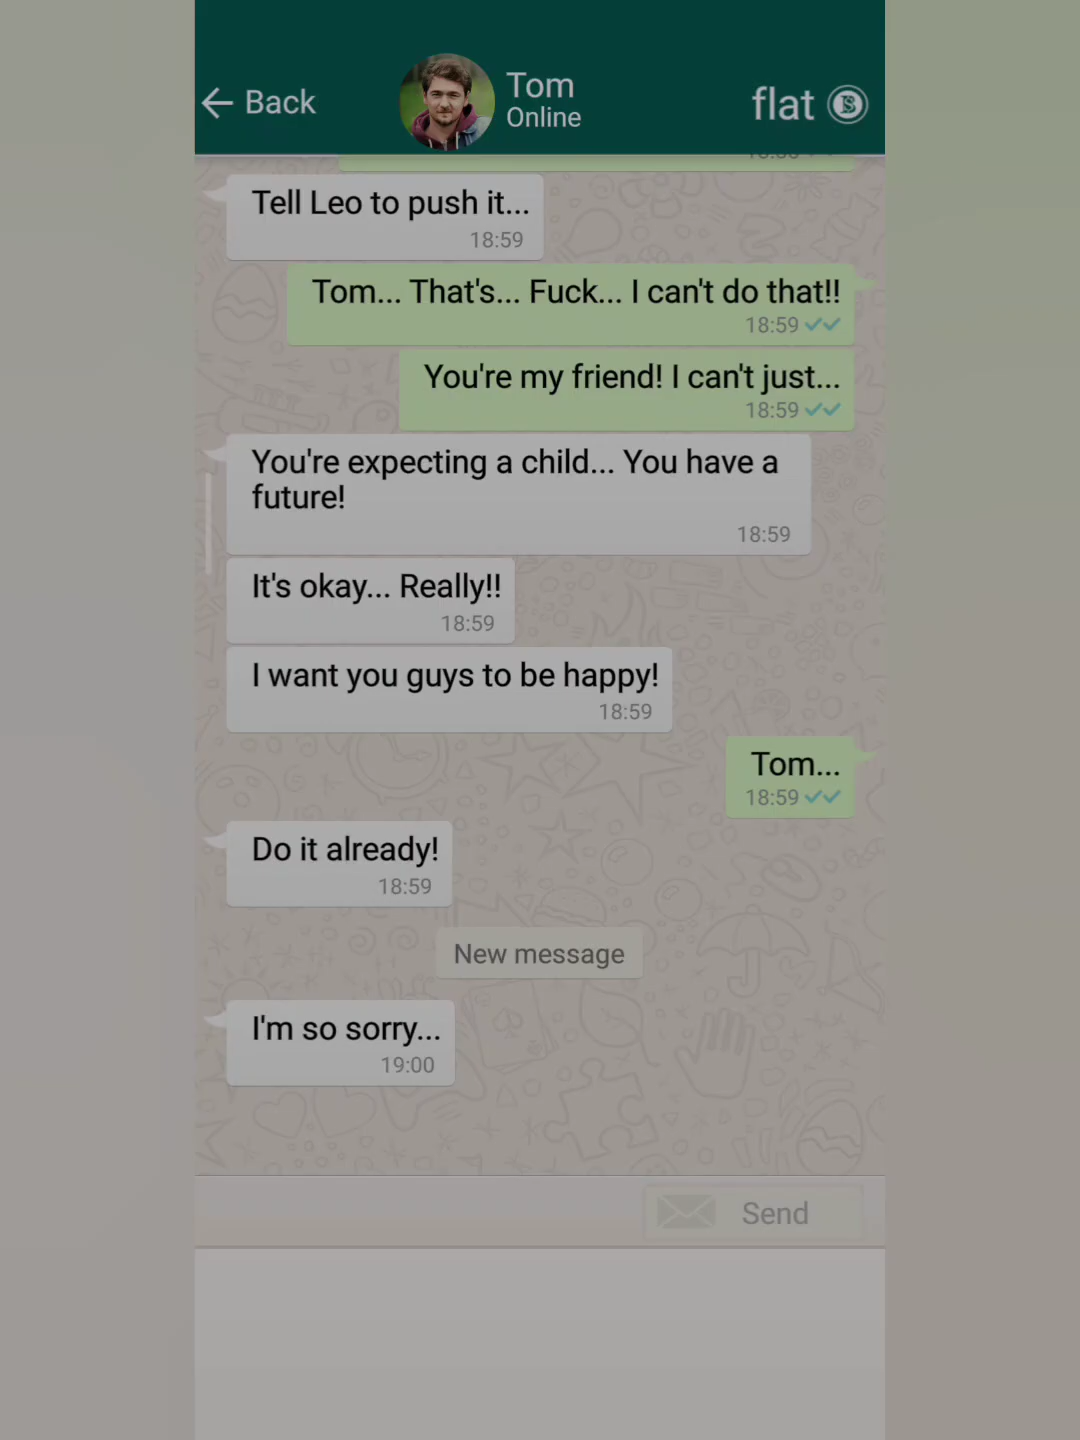 Back
Tom
Online
flat
Tell Leo to push it...
18:59
Tom... That's... Fuck... I can't do that!!
18:59
You're my friend! I can't just...
18:59
You're expecting a child... You have a
future!
18:59
It's okay... Really!!
18:59
I want you guys to be happy!
18:59
Tom...
18:59
Do it already!
18:59
New message
I'm so sorry...
19:00
Send